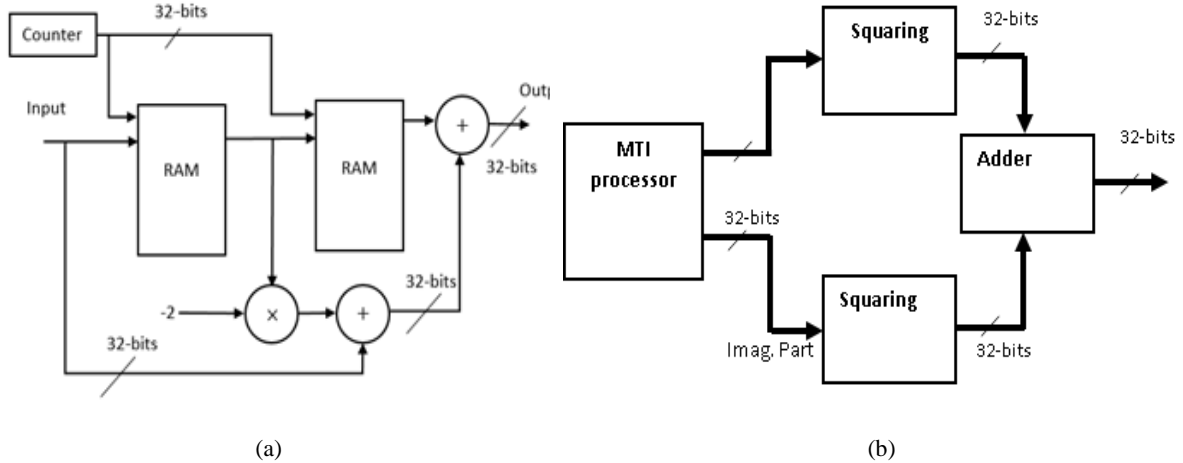 32-bits
Counter
Input
RAM
RAM
+
Outp
32-bits
-2
×
+
32-bits
32-bits
(a)
MTI
processor
Squaring
32-bits
Adder
32-bits
32-bits
Imag. Part
Squaring
32-bits
(b)